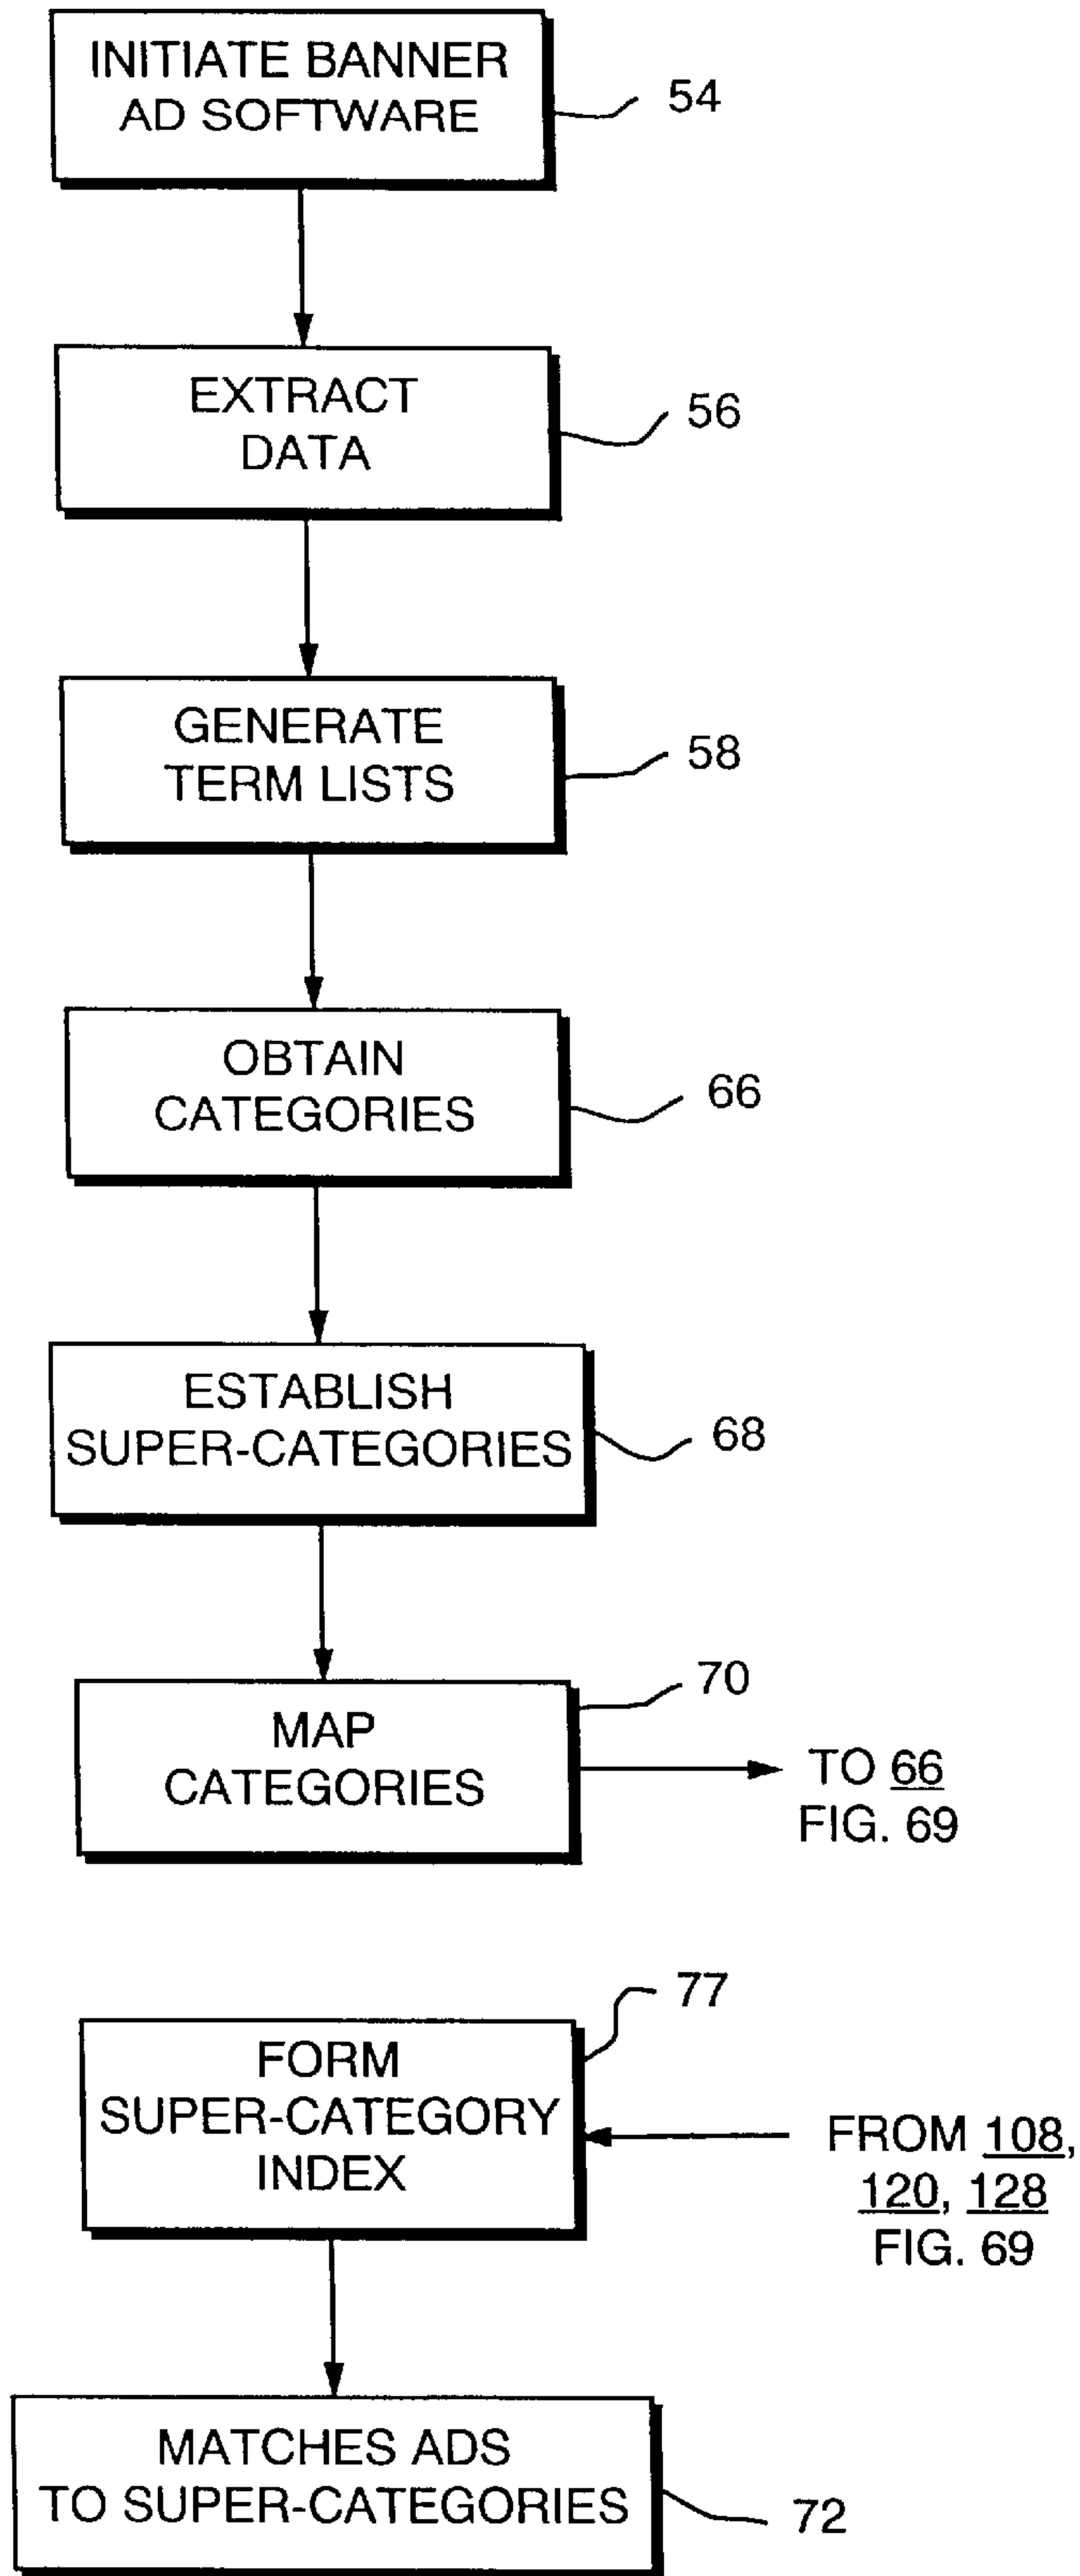 INITIATE BANNER
AD SOFTWARE
54
EXTRACT
DATA
56
GENERATE
TERM LISTS
58
OBTAIN
CATEGORIES
66
ESTABLISH
SUPER-CATEGORIES
68
MAP
CATEGORIES
70
TO 66
FIG. 69
FORM
SUPER-CATEGORY
INDEX
77
FROM 108,
120, 128
FIG. 69
MATCHES ADS
TO SUPER-CATEGORIES
72